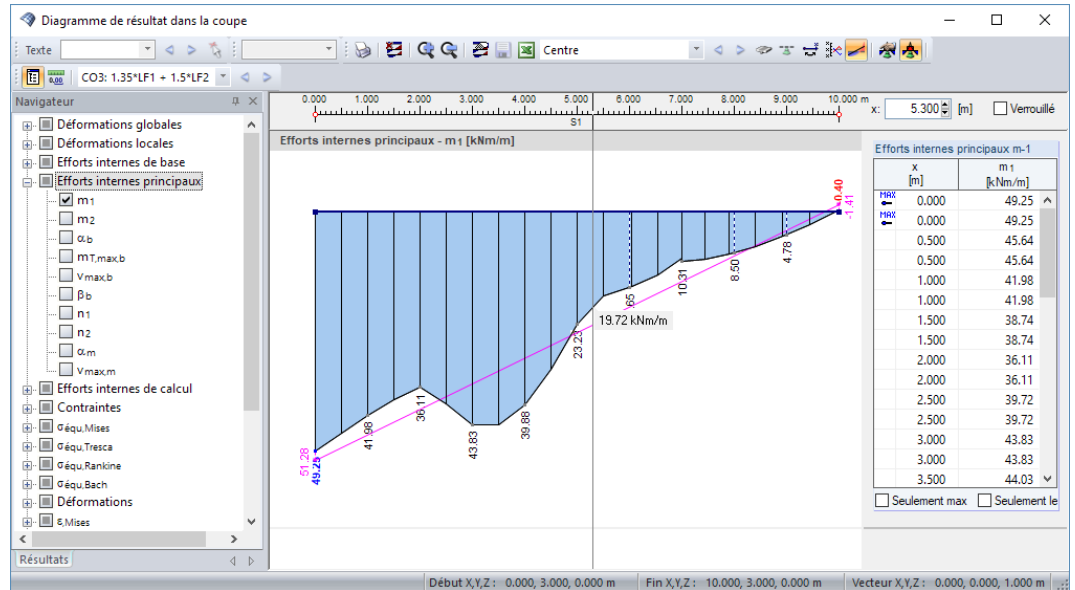 Diagramme de résultat dans la coupe
Texte
Centre
CO3: 1.35*LF1 + 1.5*LF2
Navigateur
Déformations globales
Déformations locales
Efforts internes de base
Efforts internes principaux
m1
m2
αb
mT,max,b
vmax,b
βb
n1
n2
αm
vmax,m
Efforts internes de calcul
Contraintes
σéqu,Mises
σéqu,Tresca
σéqu,Rankine
σéqu,Bach
Déformations
ε,Mises
Résultats
0.000 1.000 2.000 3.000 4.000 5.000 6.000 7.000 8.000 9.000 10.000 m
S1
x: 5.300 [m] Verrouillé
Efforts internes principaux - m1 [kNm/m]
51.28
49.25
41.98
36.11
43.83
39.88
23.23
19.72 kNm/m
.65
10.31
8.50
4.78
-0.40
-1.41
Efforts internes principaux m-1
x m1
[m] [kNm/m]
MAX 0.000 49.25
MAX 0.000 49.25
0.500 45.64
0.500 45.64
1.000 41.98
1.000 41.98
1.500 38.74
1.500 38.74
2.000 36.11
2.000 36.11
2.500 39.72
2.500 39.72
3.000 43.83
3.000 43.83
3.500 44.03
Seulement max Seulement le
Début X,Y,Z : 0.000, 3.000, 0.000 m Fin X,Y,Z : 10.000, 3.000, 0.000 m Vecteur X,Y,Z : 0.000, 0.000, 1.000 m